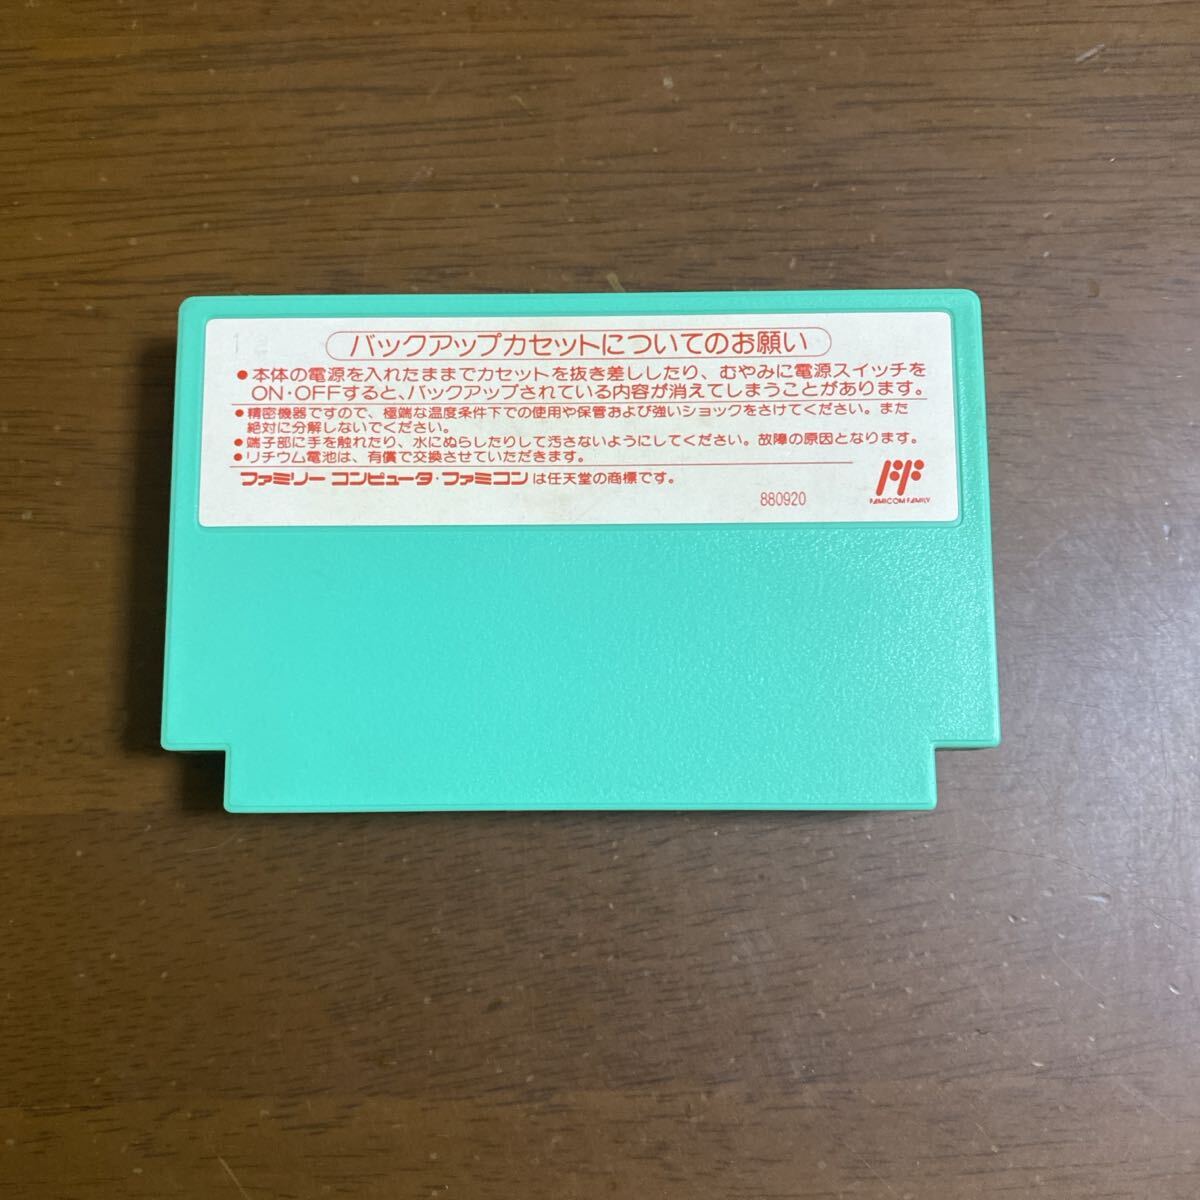 12
バックアップカセットについてのお願い
●本体の電源を入れたままでカセットを抜き差ししたり、むやみに電源スイッチを
ON・OFFすると、バックアップされている内容が消えてしまうことがあります。
●精密機器ですので、極端な温度条件下での使用や保管および強いショックをさけてください。また
絶対に分解しないでください。
●端子部に手を触れたり、水にぬらしたりして汚さないようにしてください。故障の原因となります。
●リチウム電池は、有償で交換させていただきます。
ファミリーコンピュータ・ファミコンは任天堂の商標です。
880920
FAMICOM FAMILY